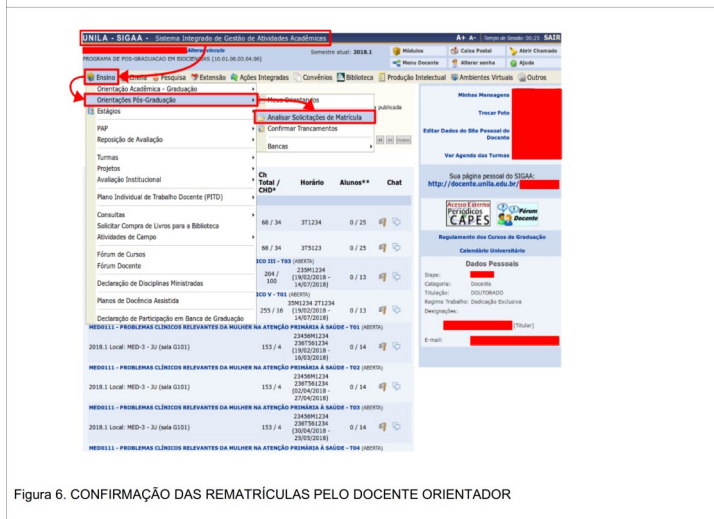 UNILA - SIGAA - Sistema Integrado de Gestão de Atividades Acadêmicas
A+ A- Tempo de Sessão: 00:25 SAIR
Alterar vínculo
PROGRAMA DE POS-GRADUACAO EM BIOCIENCIAS (10.01.06.03.04.06)
Semestre atual: 2018.1
Módulos
Caixa Postal
Abrir Chamado
Menu Docente
Alterar senha
Ajuda
Ensino Chefia Pesquisa Extensão Ações Integradas Convênios Biblioteca Produção Intelectual Ambientes Virtuais Outros
Orientação Acadêmica - Graduação
Orientações Pós-Graduação
Estágios
PAP
Reposição de Avaliação
Turmas
Projetos
Avaliação Institucional
Plano Individual de Trabalho Docente (PITD)
Consultas
Solicitar Compra de Livros para a Biblioteca
Atividades de Campo
Fórum de Cursos
Fórum Docente
Declaração de Disciplinas Ministradas
Planos de Docência Assistida
Declaração de Participação em Banca de Graduação
Meus Orientandos
Analisar Solicitações de Matrícula
Confirmar Trancamentos
Bancas
publicada
Ch Total / CHD* Horário Alunos** Chat
68 / 34 3T1234 0 / 25
68 / 34 3T5123 0 / 25
ICO III - T03 (ABERTA)
204 / 100 235M1234 (19/02/2018 - 14/07/2018) 0 / 13
ICO V - T01 (ABERTA)
255 / 16 35M1234 2T1234 (19/02/2018 - 14/07/2018) 0 / 13
MED0111 - PROBLEMAS CLÍNICOS RELEVANTES DA MULHER NA ATENÇÃO PRIMÁRIA À SAÚDE - T01 (ABERTA)
2018.1 Local: MED-3 - JU (sala G101) 153 / 4 23456M1234 236T561234 (19/02/2018 - 16/03/2018) 0 / 14
MED0111 - PROBLEMAS CLÍNICOS RELEVANTES DA MULHER NA ATENÇÃO PRIMÁRIA À SAÚDE - T02 (ABERTA)
2018.1 Local: MED-3 - JU (sala G101) 153 / 4 23456M1234 236T561234 (02/04/2018 - 27/04/2018) 0 / 14
MED0111 - PROBLEMAS CLÍNICOS RELEVANTES DA MULHER NA ATENÇÃO PRIMÁRIA À SAÚDE - T03 (ABERTA)
2018.1 Local: MED-3 - JU (sala G101) 153 / 4 23456M1234 236T561234 (30/04/2018 - 25/05/2018) 0 / 14
MED0111 - PROBLEMAS CLÍNICOS RELEVANTES DA MULHER NA ATENÇÃO PRIMÁRIA À SAÚDE - T04 (ABERTA)
Minhas Mensagens
Trocar Foto
Editar Dados do Site Pessoal do Docente
Ver Agenda das Turmas
Sua página pessoal do SIGAA:
http://docente.unila.edu.br/
Acesso Externo
Periódicos
CAPES
Fórum
Docente
Regulamento dos Cursos de Graduação
Calendário Universitário
Dados Pessoais
Siape:
Categoria: Docente
Titulação: DOUTORADO
Regime Trabalho: Dedicação Exclusiva
Designações:
(Titular)
E-mail:
Figura 6. CONFIRMAÇÃO DAS REMATRÍCULAS PELO DOCENTE ORIENTADOR